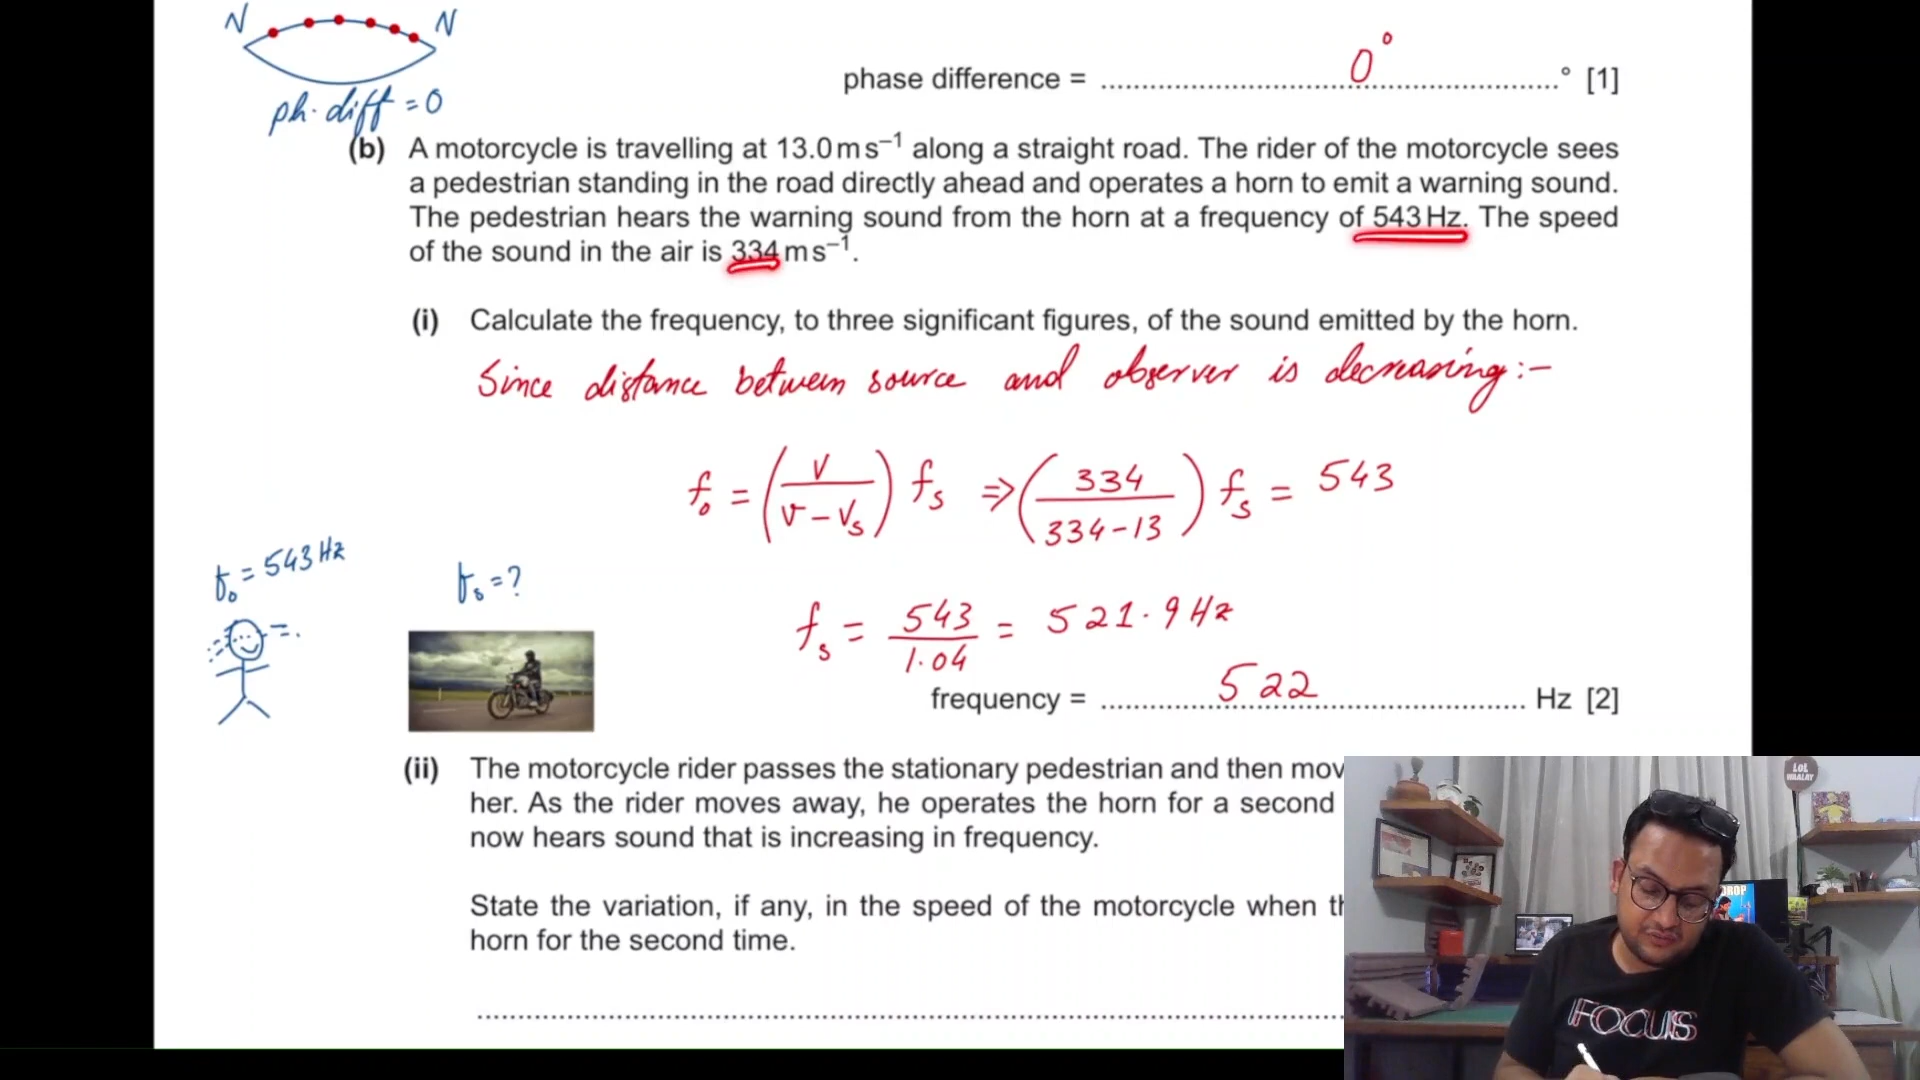 N N
0°
phase difference = ° [1]
ph. diff = 0
(b) A motorcycle is travelling at 13.0 m s⁻¹ along a straight road. The rider of the motorcycle sees
a pedestrian standing in the road directly ahead and operates a horn to emit a warning sound.
The pedestrian hears the warning sound from the horn at a frequency of 543 Hz. The speed
of the sound in the air is 334 m s⁻¹.
(i) Calculate the frequency, to three significant figures, of the sound emitted by the horn.
Since distance between source and observer is decreasing :-
f₀ = (v / (v - vₛ)) fₛ ⇒ (334 / (334-13)) fₛ = 543
f₀ = 543 Hz
fₛ = ?
fₛ = 543 / 1.04 = 521.9 Hz
522
frequency = Hz [2]
(ii) The motorcycle rider passes the stationary pedestrian and then mov
her. As the rider moves away, he operates the horn for a second
now hears sound that is increasing in frequency.
State the variation, if any, in the speed of the motorcycle when th
horn for the second time.
LOL
WAALAY
DROP
FOCUS